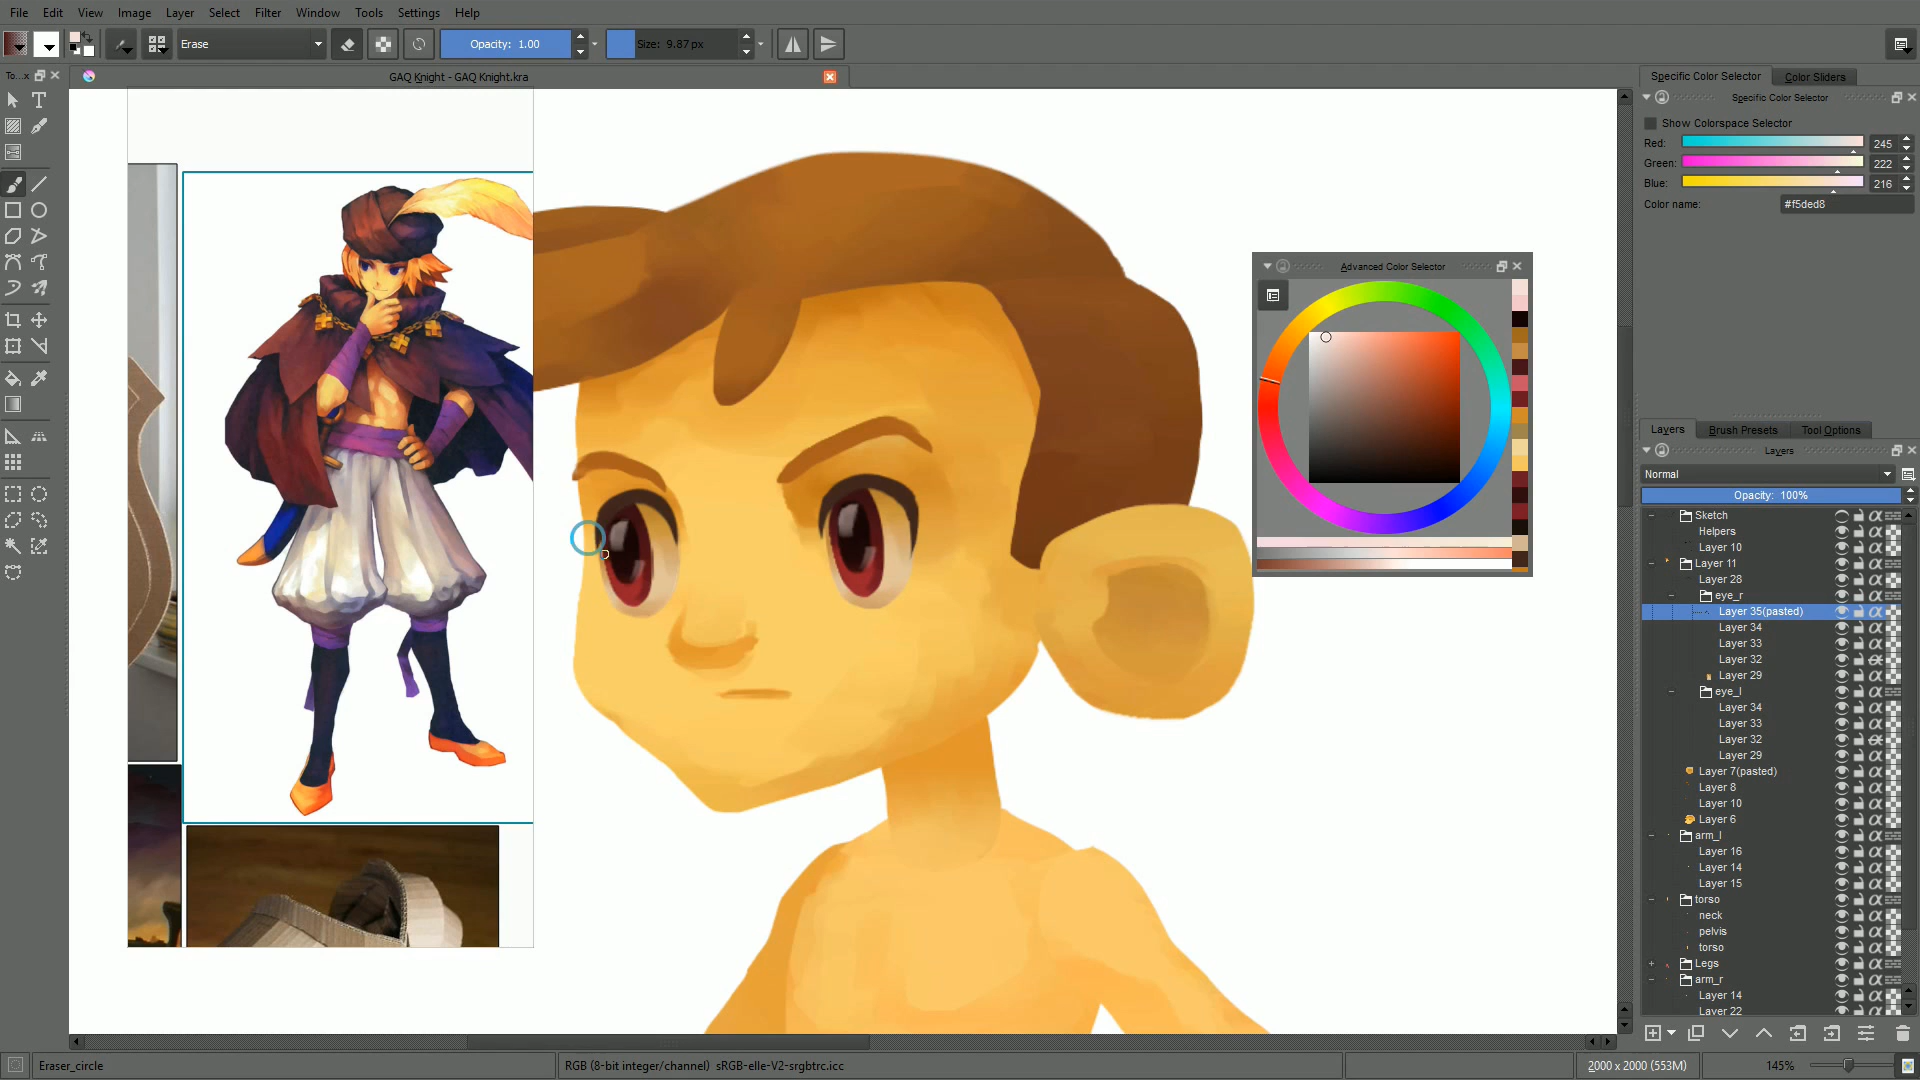 File Edit View Image Layer Select Filter Window Tools Settings Help
Erase
Opacity: 1.00
Size: 9.87 px
To...x
GAQ Knight - GAQ Knight.kra
Specific Color Selector
Color Sliders
Specific Color Selector
Show Colorspace Selector
Red: 245
Green: 222
Blue: 216
Color name: #f5ded8
Advanced Color Selector
Layers
Brush Presets
Tool Options
Layers
Normal
Opacity: 100%
Sketch
Helpers
Layer 10
Layer 11
Layer 28
eye_r
Layer 35(pasted)
Layer 34
Layer 33
Layer 32
Layer 29
eye_l
Layer 34
Layer 33
Layer 32
Layer 29
Layer 7(pasted)
Layer 8
Layer 10
Layer 6
arm_l
Layer 16
Layer 14
Layer 15
torso
neck
pelvis
torso
Legs
arm_r
Layer 14
Layer 22
Eraser_circle
RGB (8-bit integer/channel) sRGB-elle-V2-srgbtrc.icc
2000 x 2000 (553M)
145%